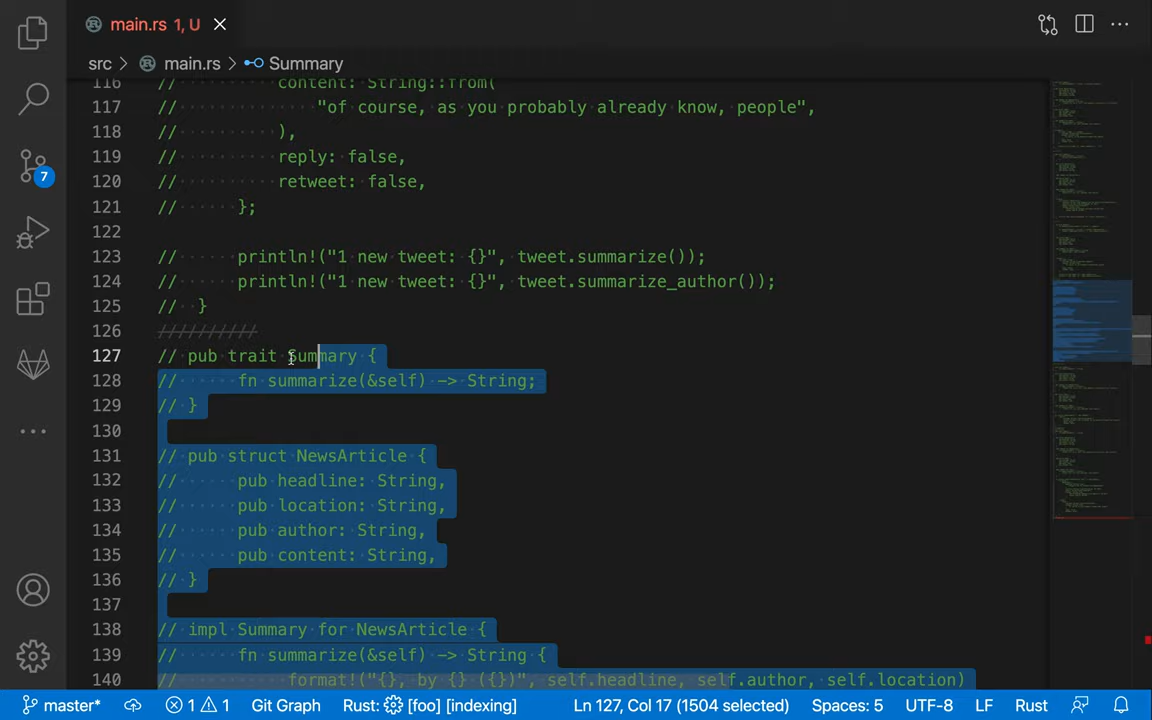 main.rs 1, U
src > main.rs > Summary
116 // content: String::from(
117 // "of course, as you probably already know, people",
118 // ),
119 // reply: false,
120 // retweet: false,
121 // };
122
123 // println!("1 new tweet: {}", tweet.summarize());
124 // println!("1 new tweet: {}", tweet.summarize_author());
125 // }
126 //////////
127 // pub trait Summary {
128 // fn summarize(&self) -> String;
129 // }
130
131 // pub struct NewsArticle {
132 // pub headline: String,
133 // pub location: String,
134 // pub author: String,
135 // pub content: String,
136 // }
137
138 // impl Summary for NewsArticle {
139 // fn summarize(&self) -> String {
140 // format!("{}, by {} ({})", self.headline, self.author, self.location)
7
master* 1 1 Git Graph Rust: [foo] [indexing] Ln 127, Col 17 (1504 selected) Spaces: 5 UTF-8 LF Rust